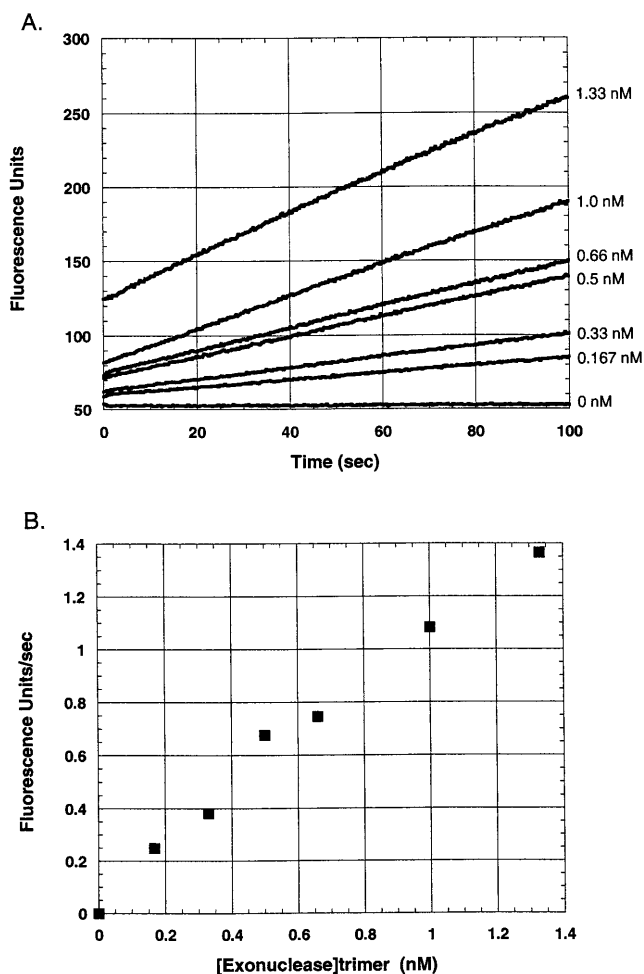 A.
300
250
200
150
100
50
Fluorescence Units
1.33 nM
1.0 nM
0.66 nM
0.5 nM
0.33 nM
0.167 nM
0 nM
0 20 40 60 80 100
Time (sec)
B.
1.4
1.2
1
0.8
0.6
0.4
0.2
0
Fluorescence Units/sec
0 0.2 0.4 0.6 0.8 1 1.2 1.4
[Exonuclease]trimer (nM)